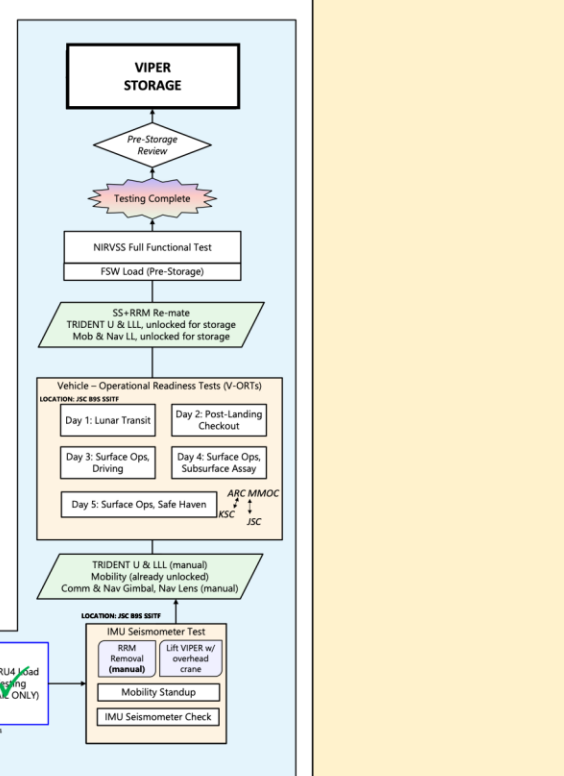 VIPER
STORAGE
Pre-Storage
Review
Testing Complete
NIRVSS Full Functional Test
FSW Load (Pre-Storage)
SS+RRM Re-mate
TRIDENT U & LLL, unlocked for storage
Mob & Nav LL, unlocked for storage
Vehicle – Operational Readiness Tests (V-ORTs)
LOCATION: JSC B9S SSITF
Day 1: Lunar Transit
Day 2: Post-Landing
Checkout
Day 3: Surface Ops,
Driving
Day 4: Surface Ops,
Subsurface Assay
Day 5: Surface Ops, Safe Haven
ARC MMOC
KSC
JSC
TRIDENT U & LLL (manual)
Mobility (already unlocked)
Comm & Nav Gimbal, Nav Lens (manual)
LOCATION: JSC B9S SSITF
IMU Seismometer Test
RRM
Removal
(manual)
Lift VIPER w/
overhead
crane
Mobility Standup
IMU Seismometer Check
RU4 Load
ONLY)